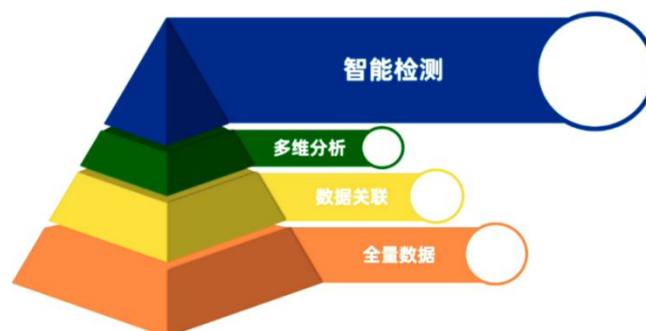 智能检测
多维分析
数据关联
全量数据